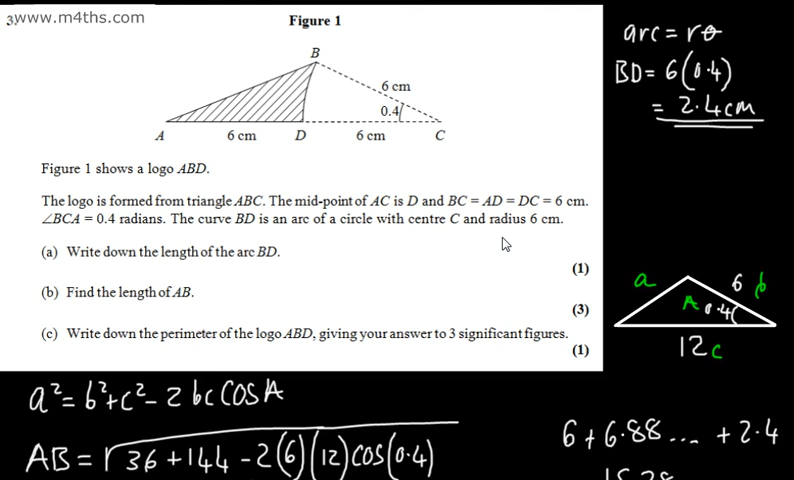 3. www.m4ths.com
Figure 1
B
6 cm
0.4
A 6 cm D 6 cm C
Figure 1 shows a logo ABD.
The logo is formed from triangle ABC. The mid-point of AC is D and BC = AD = DC = 6 cm.
∠BCA = 0.4 radians. The curve BD is an arc of a circle with centre C and radius 6 cm.
(a) Write down the length of the arc BD.
(1)
(b) Find the length of AB.
(3)
(c) Write down the perimeter of the logo ABD, giving your answer to 3 significant figures.
(1)
arc = rθ
BD = 6(0.4)
= 2.4cm
a 6 b
A 0.4
12 c
a² = b² + c² - 2bc cos A
AB = √36 + 144 - 2(6)(12)cos(0.4)
6 + 6.88... + 2.4